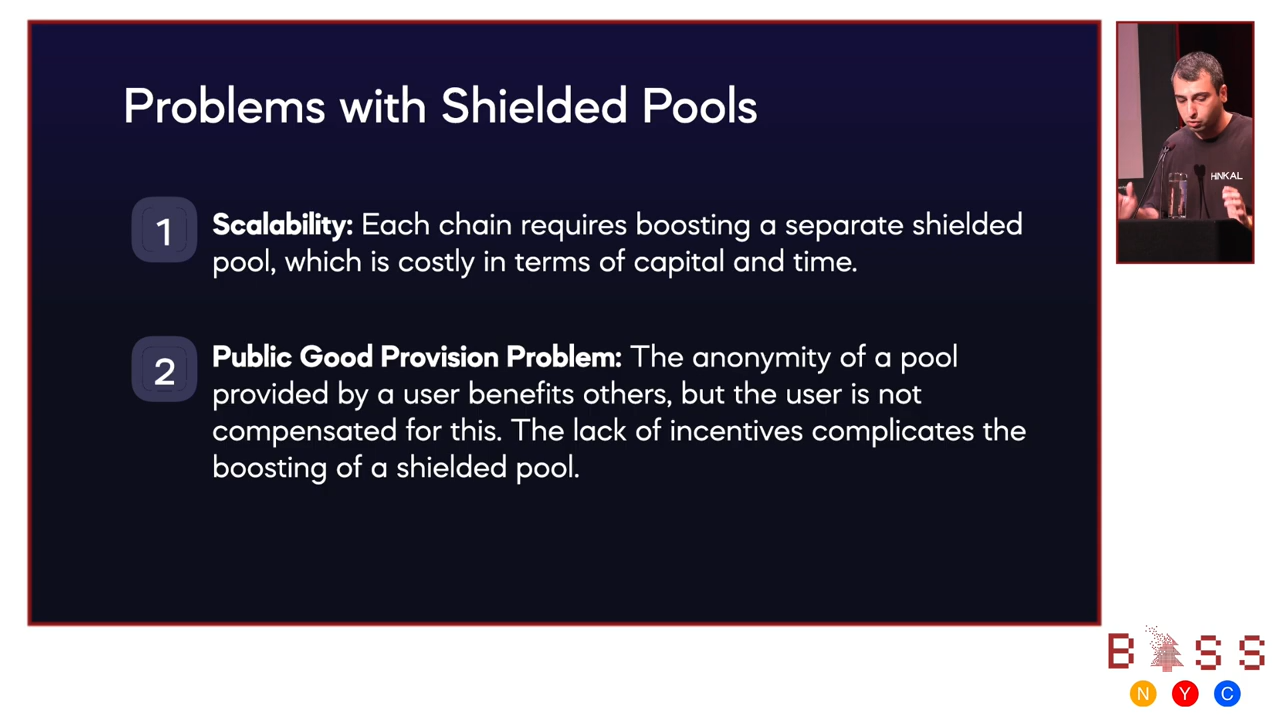 Problems with Shielded Pools
1
Scalability: Each chain requires boosting a separate shielded
pool, which is costly in terms of capital and time.
2
Public Good Provision Problem: The anonymity of a pool
provided by a user benefits others, but the user is not
compensated for this. The lack of incentives complicates the
boosting of a shielded pool.
HINKAL
B SS
N Y C